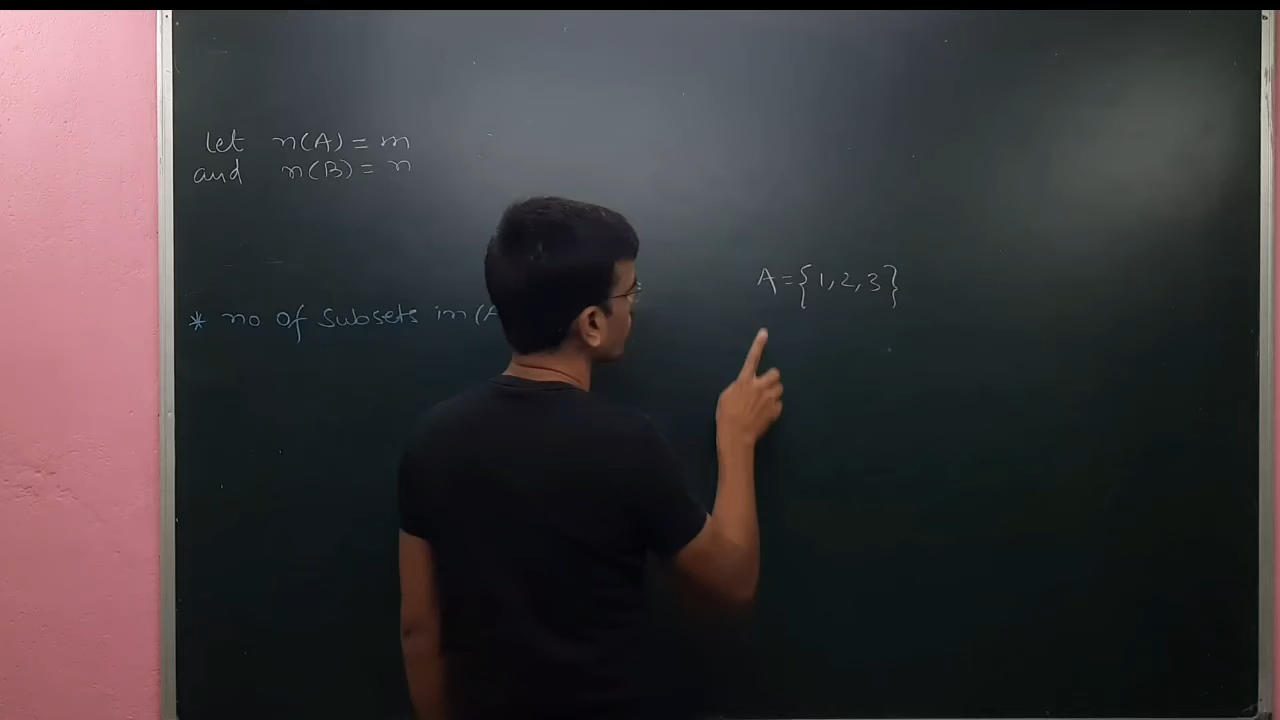 let n(A) = m
and n(B) = n
* no of subsets in (A
A = {1, 2, 3}